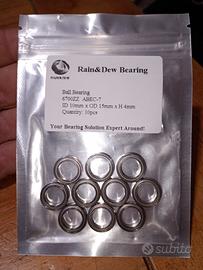 Rain&Dew Bearing
Ball Bearing
6700ZZ ABEC-7
ID 10mm x OD 15mm x H 4mm
Quantity: 10pcs
Your Bearing Solution Expert Around!
subito